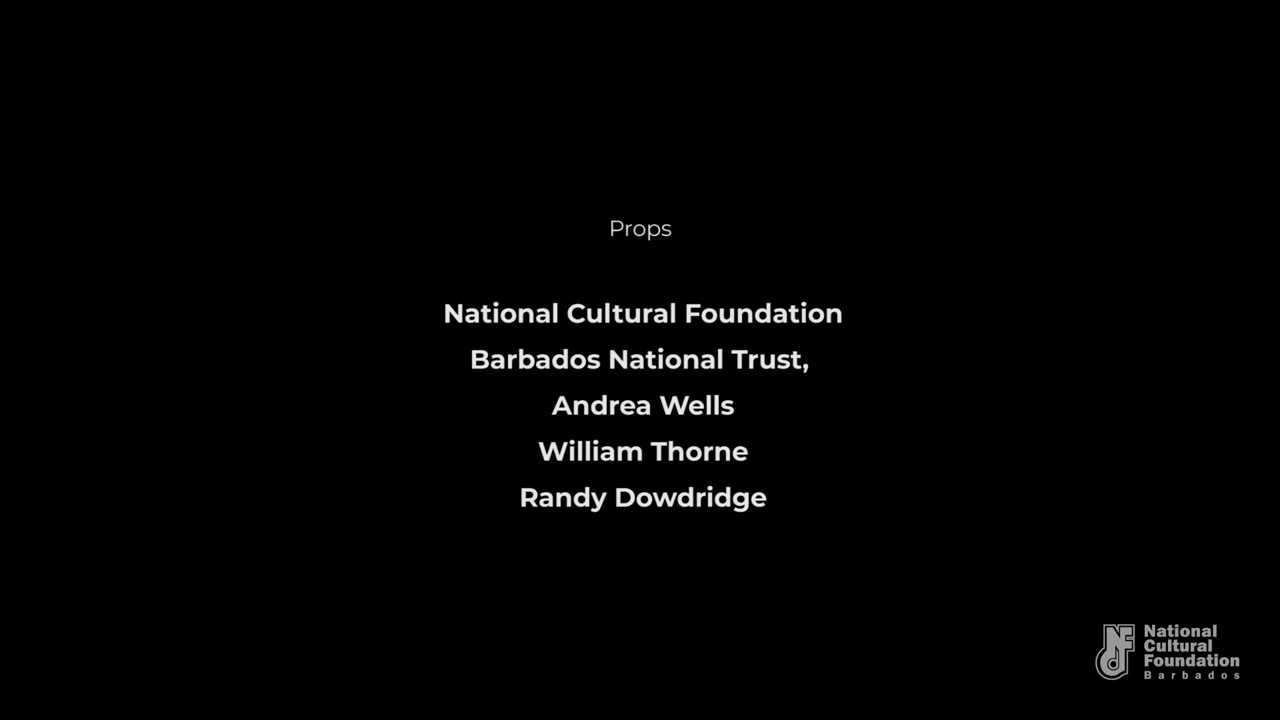 Props
National Cultural Foundation
Barbados National Trust,
Andrea Wells
William Thorne
Randy Dowdridge
National
Cultural
Foundation
Barbados